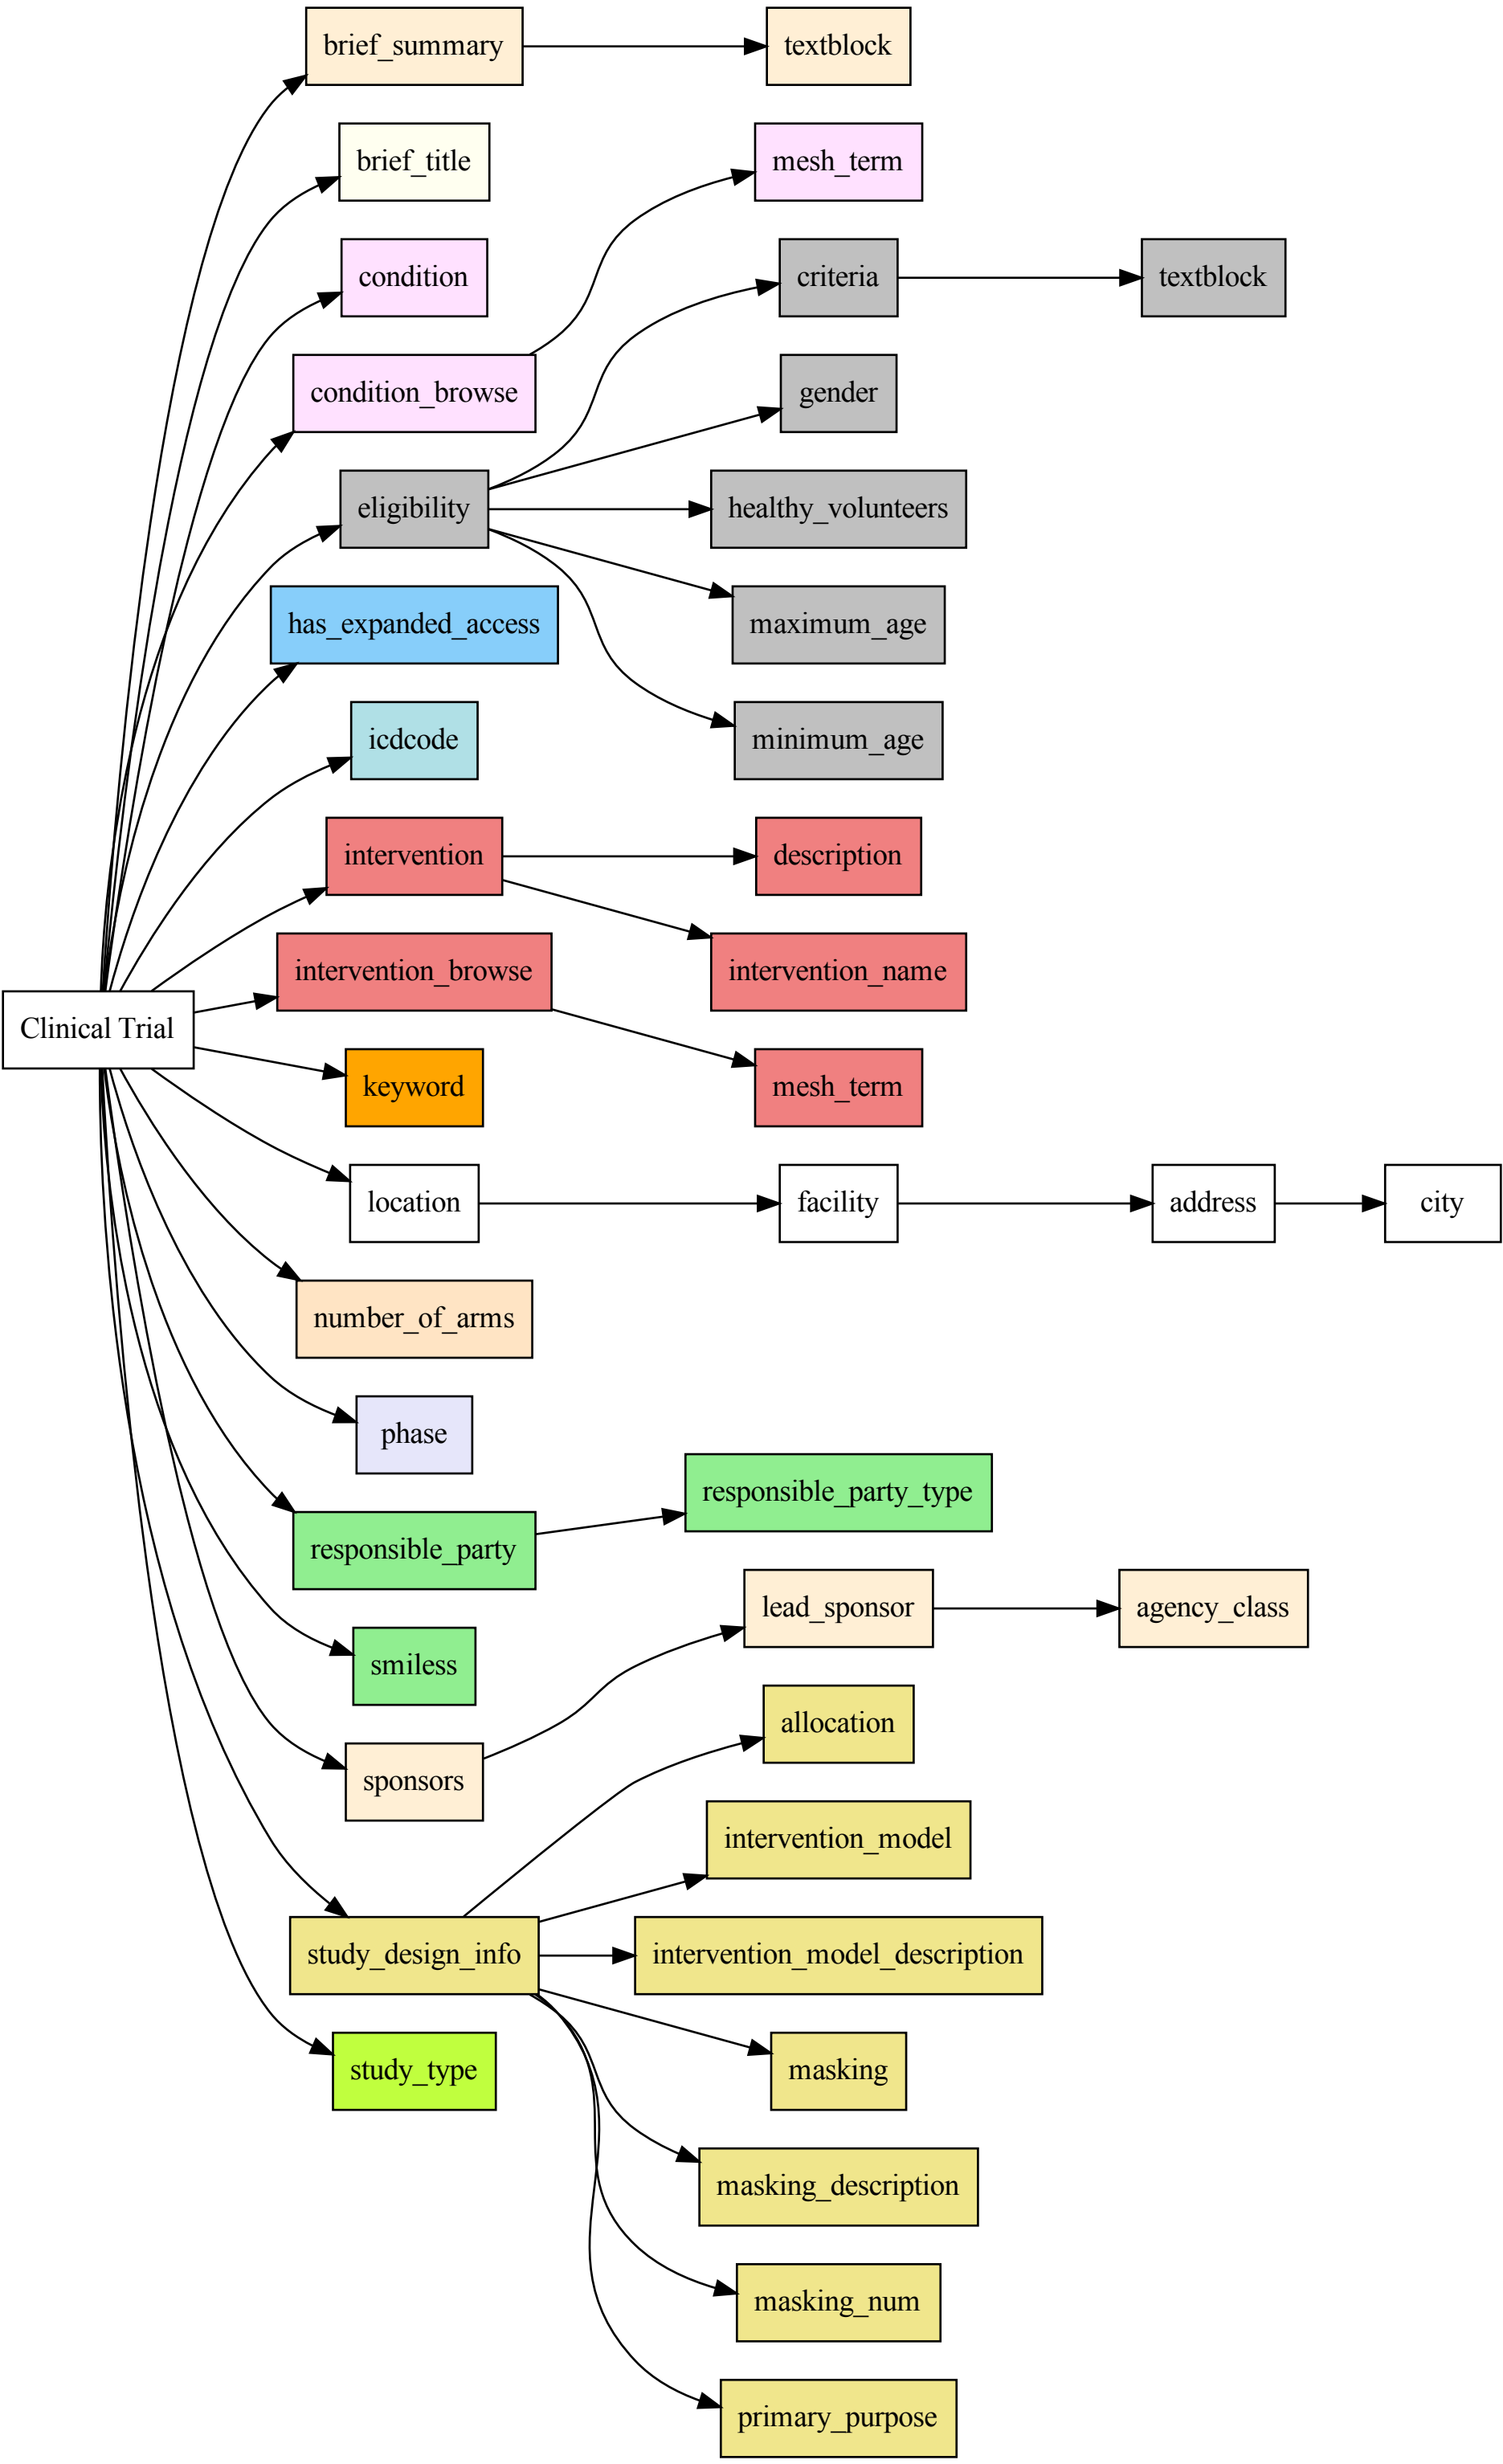 brief_summary
textblock
brief_title
mesh_term
condition
criteria
textblock
condition_browse
gender
eligibility
healthy_volunteers
has_expanded_access
maximum_age
icdcode
minimum_age
intervention
description
intervention_browse
intervention_name
Clinical Trial
keyword
mesh_term
location
facility
address
city
number_of_arms
phase
responsible_party_type
responsible_party
lead_sponsor
agency_class
smiless
allocation
sponsors
intervention_model
study_design_info
intervention_model_description
study_type
masking
masking_description
masking_num
primary_purpose